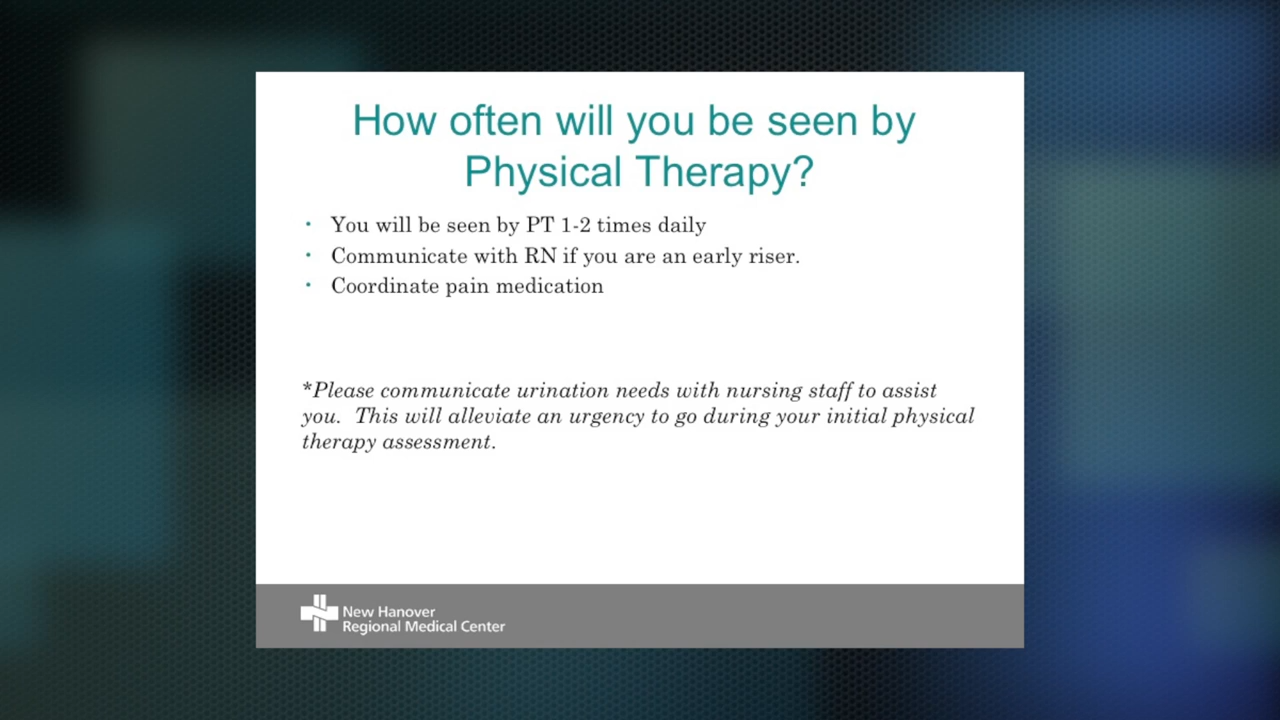 How often will you be seen by
Physical Therapy?
• You will be seen by PT 1-2 times daily
• Communicate with RN if you are an early riser.
• Coordinate pain medication
*Please communicate urination needs with nursing staff to assist
you.  This will alleviate an urgency to go during your initial physical
therapy assessment.
New Hanover
Regional Medical Center